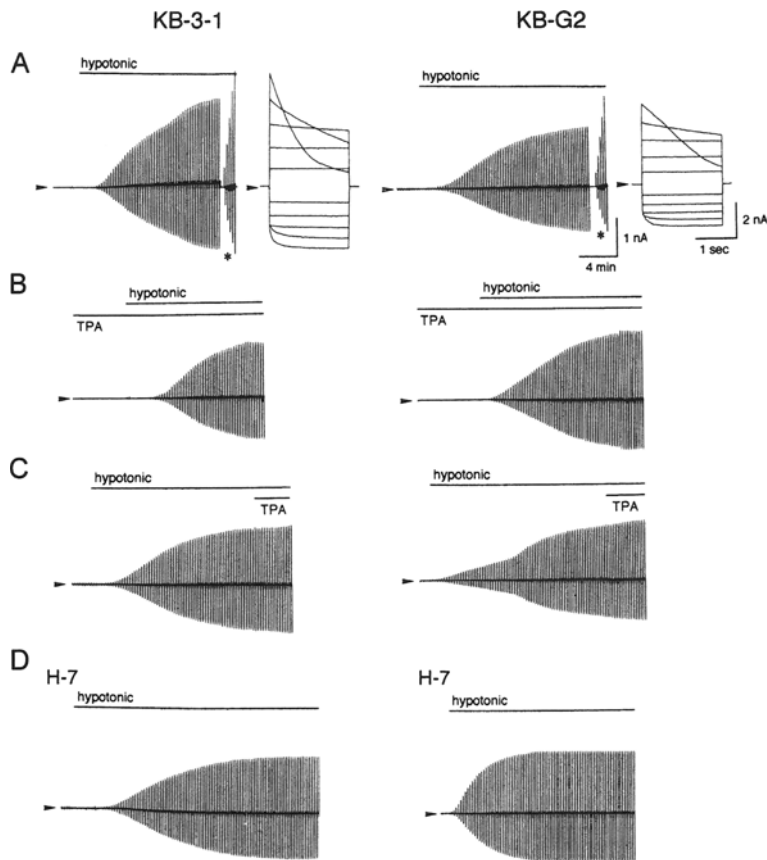 KB-3-1 KB-G2
A
hypotonic hypotonic
* *
1 nA 2 nA
4 min 1 sec
B
hypotonic hypotonic
TPA TPA
C
hypotonic hypotonic
TPA TPA
D
H-7 H-7
hypotonic hypotonic